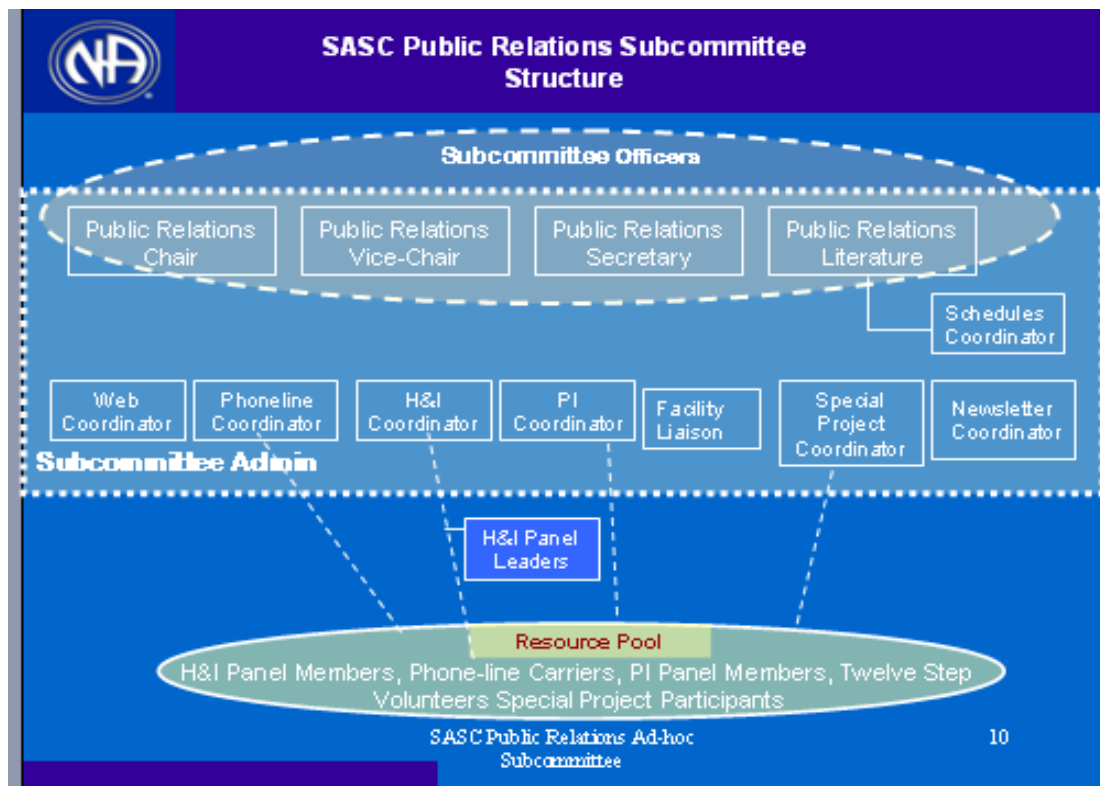 NA
SASC Public Relations Subcommittee
Structure
Subcommittee Officers
Public Relations
Chair
Public Relations
Vice-Chair
Public Relations
Secretary
Public Relations
Literature
Schedules
Coordinator
Web
Coordinator
Phoneline
Coordinator
H&I
Coordinator
PI
Coordinator
Facility
Liaison
Special
Project
Coordinator
Newsletter
Coordinator
Subcommittee Admin
H&I Panel
Leaders
Resource Pool
H&I Panel Members, Phone-line Carriers, PI Panel Members, Twelve Step
Volunteers Special Project Participants
SASC Public Relations Ad-hoc
Subcommittee
10